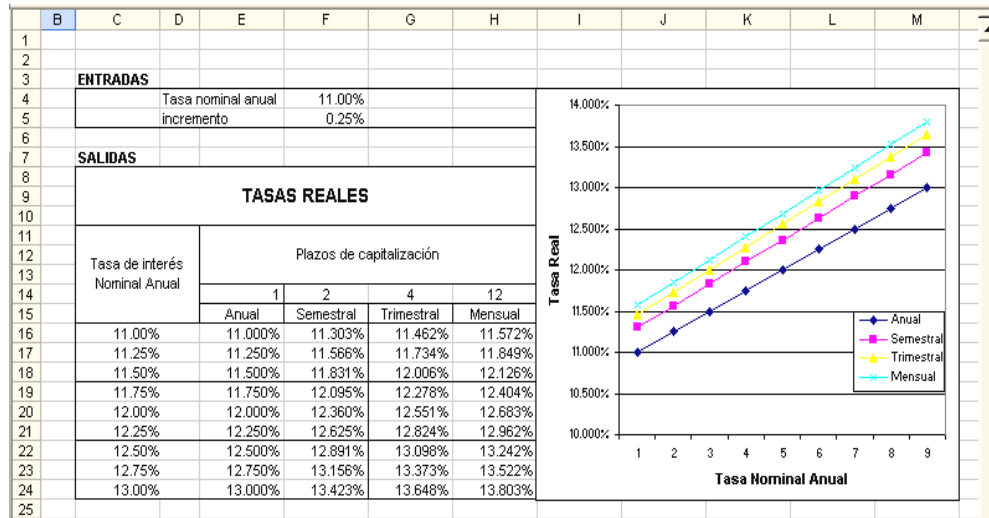 B C D E F G H I J K L M
1
2
3 ENTRADAS
4 Tasa nominal anual 11.00%
5 incremento 0.25%
6
7 SALIDAS
8
9 TASAS REALES
10
11
12 Plazos de capitalización
13 Tasa de interés Nominal Anual
14 1 2 4 12
15 Anual Semestral Trimestral Mensual
16 11.00% 11.000% 11.303% 11.462% 11.572%
17 11.25% 11.250% 11.566% 11.734% 11.849%
18 11.50% 11.500% 11.831% 12.006% 12.126%
19 11.75% 11.750% 12.095% 12.278% 12.404%
20 12.00% 12.000% 12.360% 12.551% 12.683%
21 12.25% 12.250% 12.625% 12.824% 12.962%
22 12.50% 12.500% 12.891% 13.098% 13.242%
23 12.75% 12.750% 13.156% 13.373% 13.522%
24 13.00% 13.000% 13.423% 13.648% 13.803%
25
14.000%
13.500%
13.000%
12.500%
12.000%
11.500%
11.000%
10.500%
10.000%
Tasa Real
Anual
Semestral
Trimestral
Mensual
1 2 3 4 5 6 7 8 9
Tasa Nominal Anual